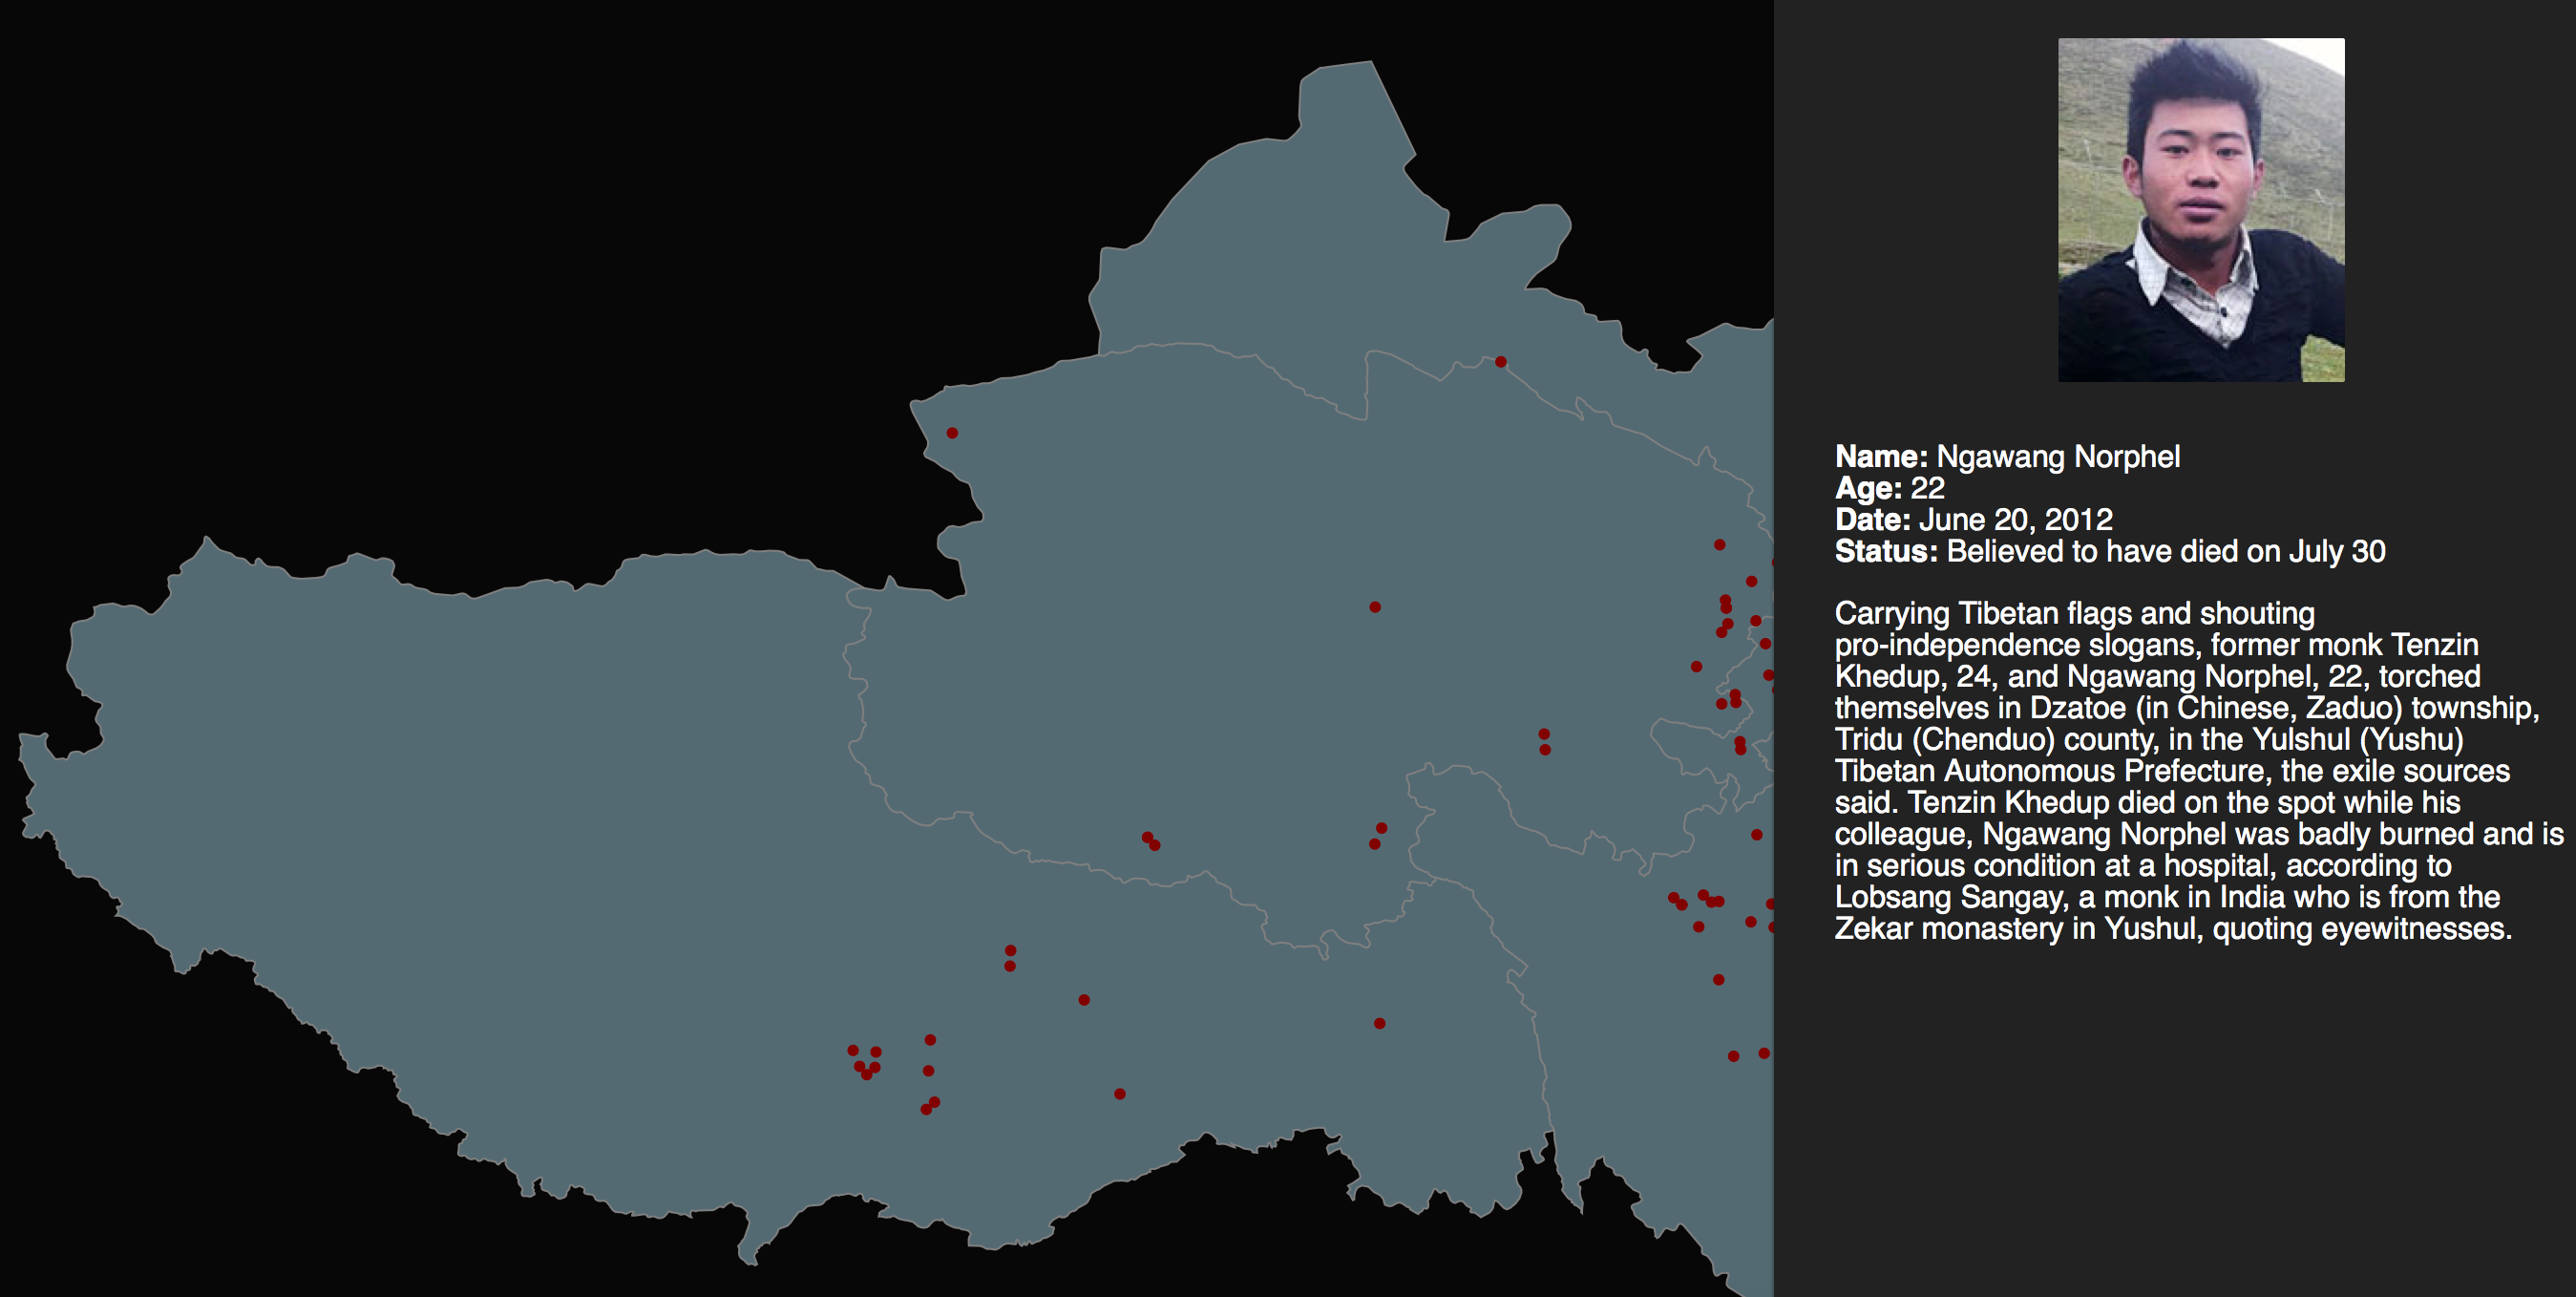 Name: Ngawang Norphel
Age: 22
Date: June 20, 2012
Status: Believed to have died on July 30
Carrying Tibetan flags and shouting
pro-independence slogans, former monk Tenzin
Khedup, 24, and Ngawang Norphel, 22, torched
themselves in Dzatoe (in Chinese, Zaduo) township,
Tridu (Chenduo) county, in the Yulshul (Yushu)
Tibetan Autonomous Prefecture, the exile sources
said. Tenzin Khedup died on the spot while his
colleague, Ngawang Norphel was badly burned and is
in serious condition at a hospital, according to
Lobsang Sangay, a monk in India who is from the
Zekar monastery in Yushul, quoting eyewitnesses.